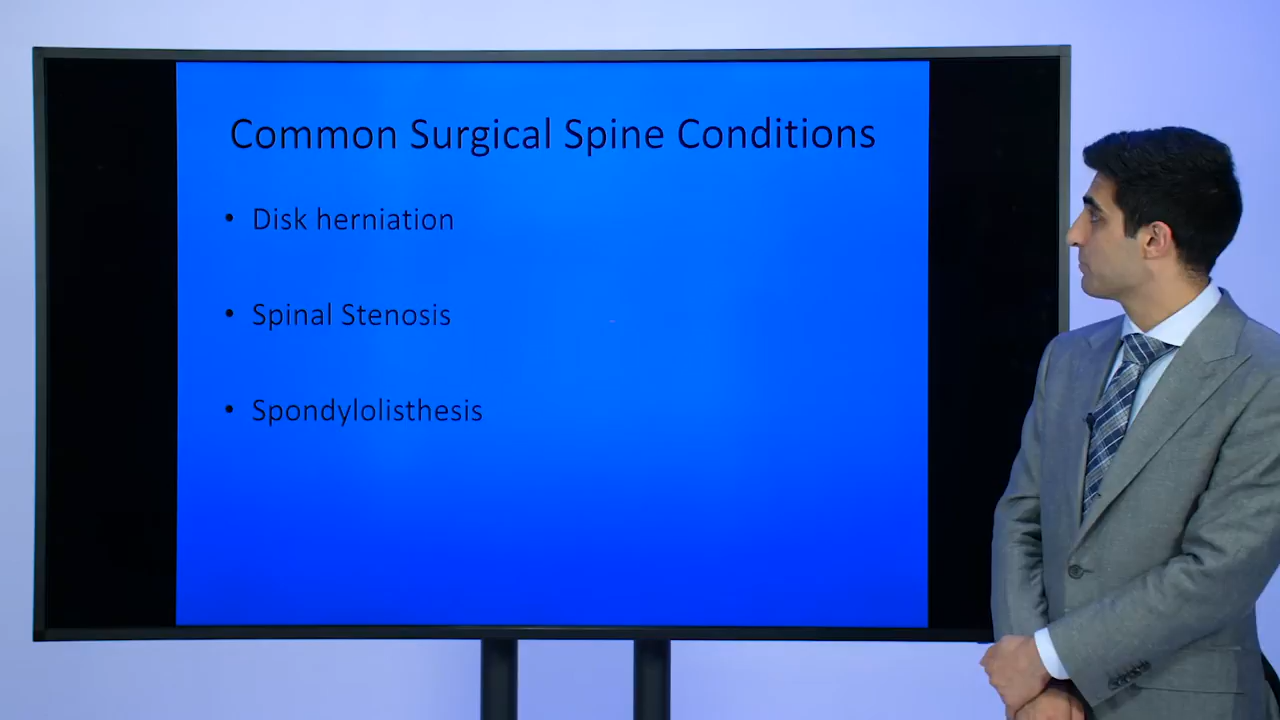 Common Surgical Spine Conditions
• Disk herniation
• Spinal Stenosis
• Spondylolisthesis